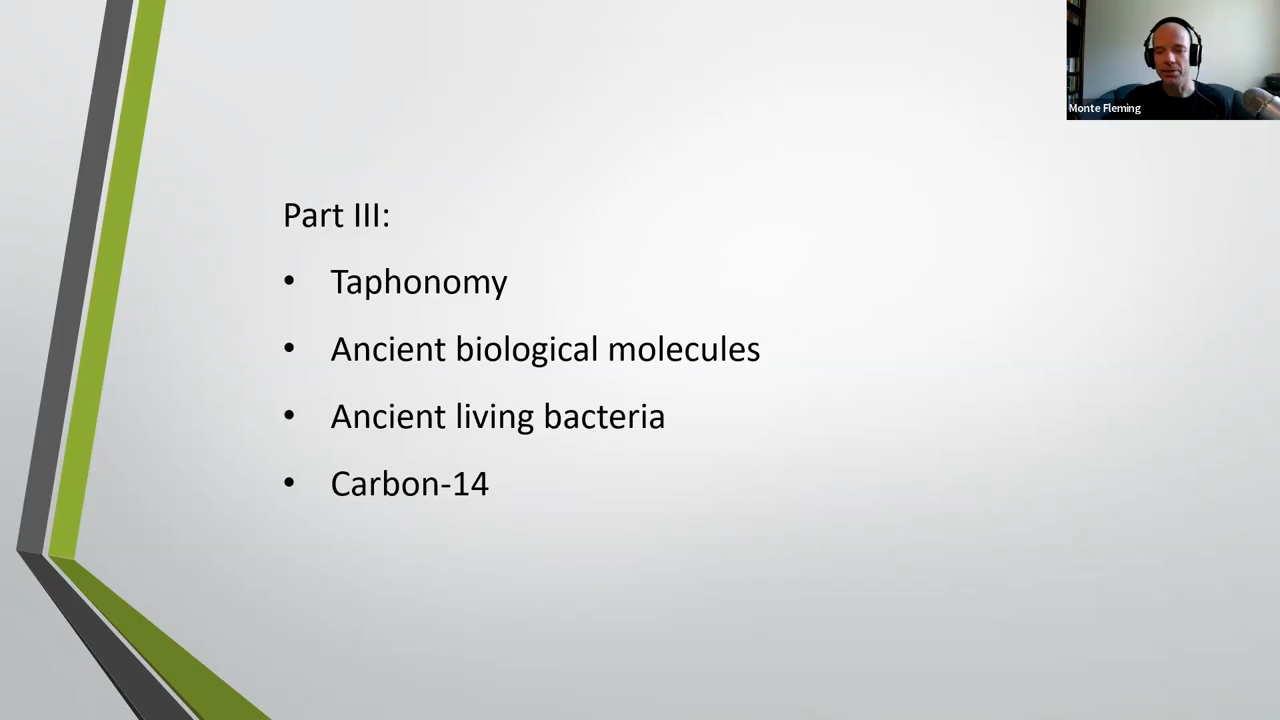 Monte Fleming
Part III:
• Taphonomy
• Ancient biological molecules
• Ancient living bacteria
• Carbon-14